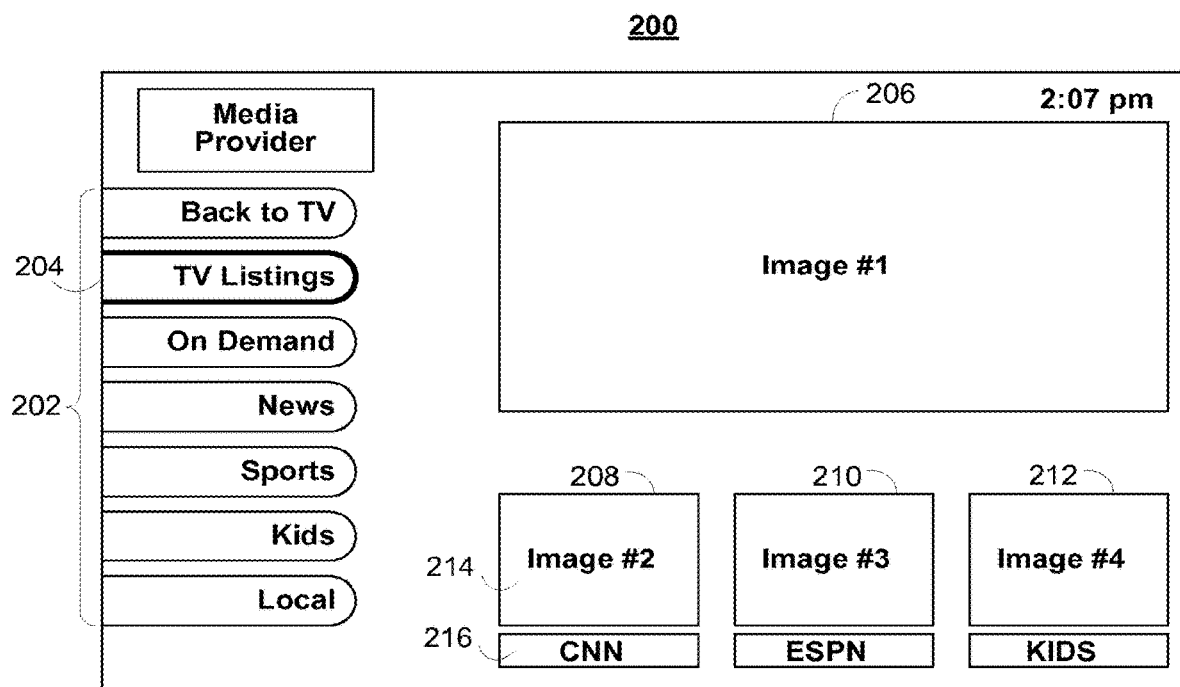 200
206
2:07 pm
Media
Provider
Back to TV
204
TV Listings
Image #1
On Demand
202
News
Sports
208
210
212
Kids
214
Image #2
Image #3
Image #4
Local
216
CNN
ESPN
KIDS